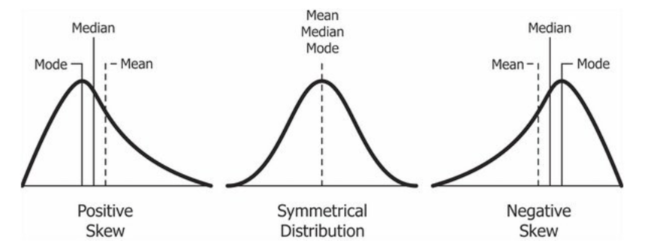 Median
Mode
Mean
Positive
Skew
Mean
Median
Mode
Symmetrical
Distribution
Median
Mean
Mode
Negative
Skew